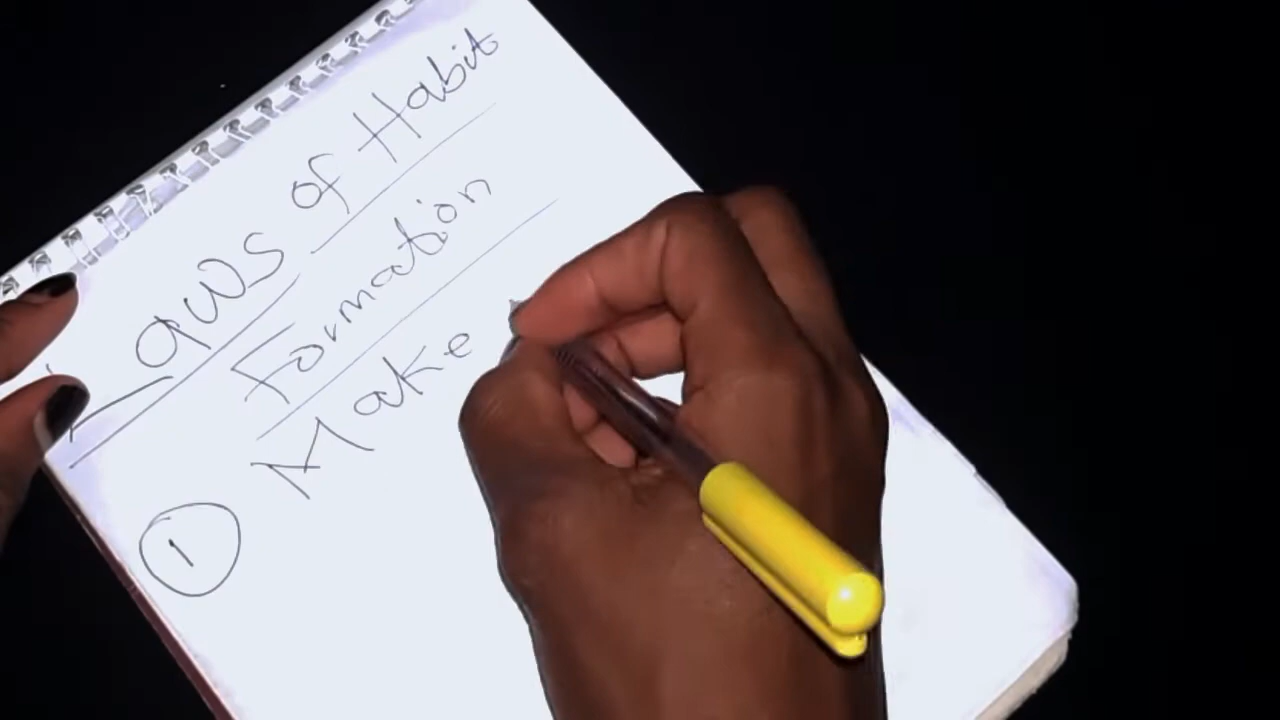 Laws of Habit
Formation
① Make